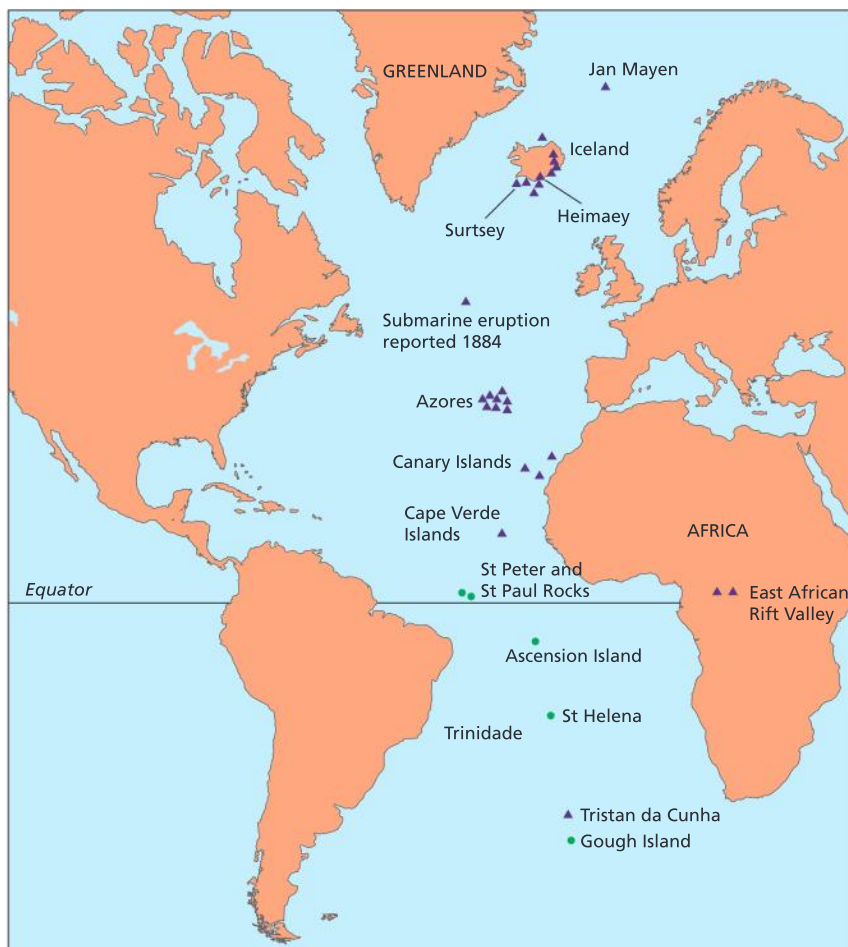 GREENLAND
Jan Mayen
Iceland
Heimaey
Surtsey
Submarine eruption
reported 1884
Azores
Canary Islands
Cape Verde
Islands
AFRICA
St Peter and
St Paul Rocks
Equator
East African
Rift Valley
Ascension Island
St Helena
Trinidade
Tristan da Cunha
Gough Island